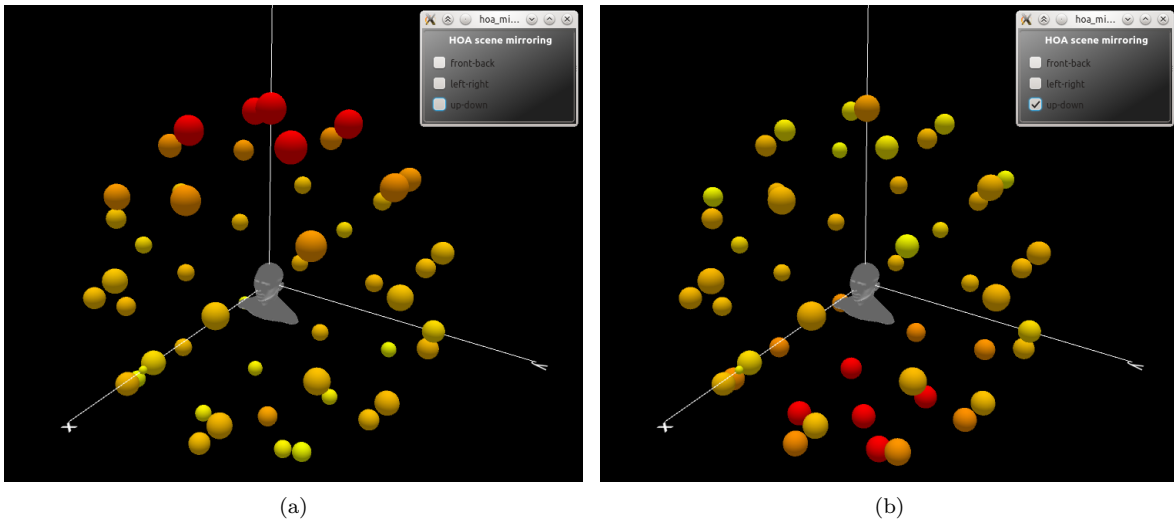 hoa_mi...
HOA scene mirroring
front-back
left-right
up-down
hoa_mi...
HOA scene mirroring
front-back
left-right
up-down
(a)
(b)